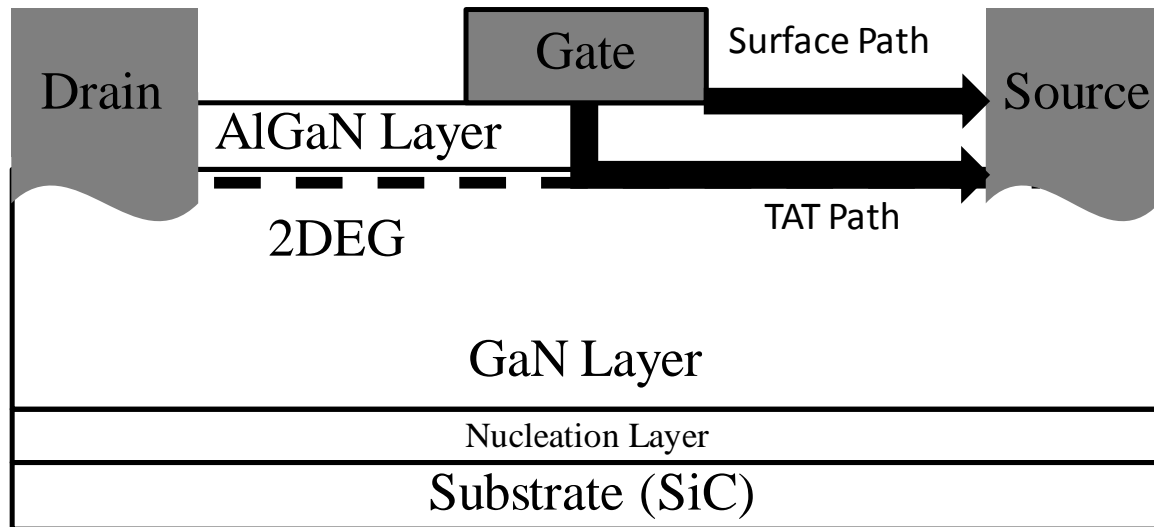 Drain
Gate
Surface Path
Source
AlGaN Layer
TAT Path
2DEG
GaN Layer
Nucleation Layer
Substrate (SiC)